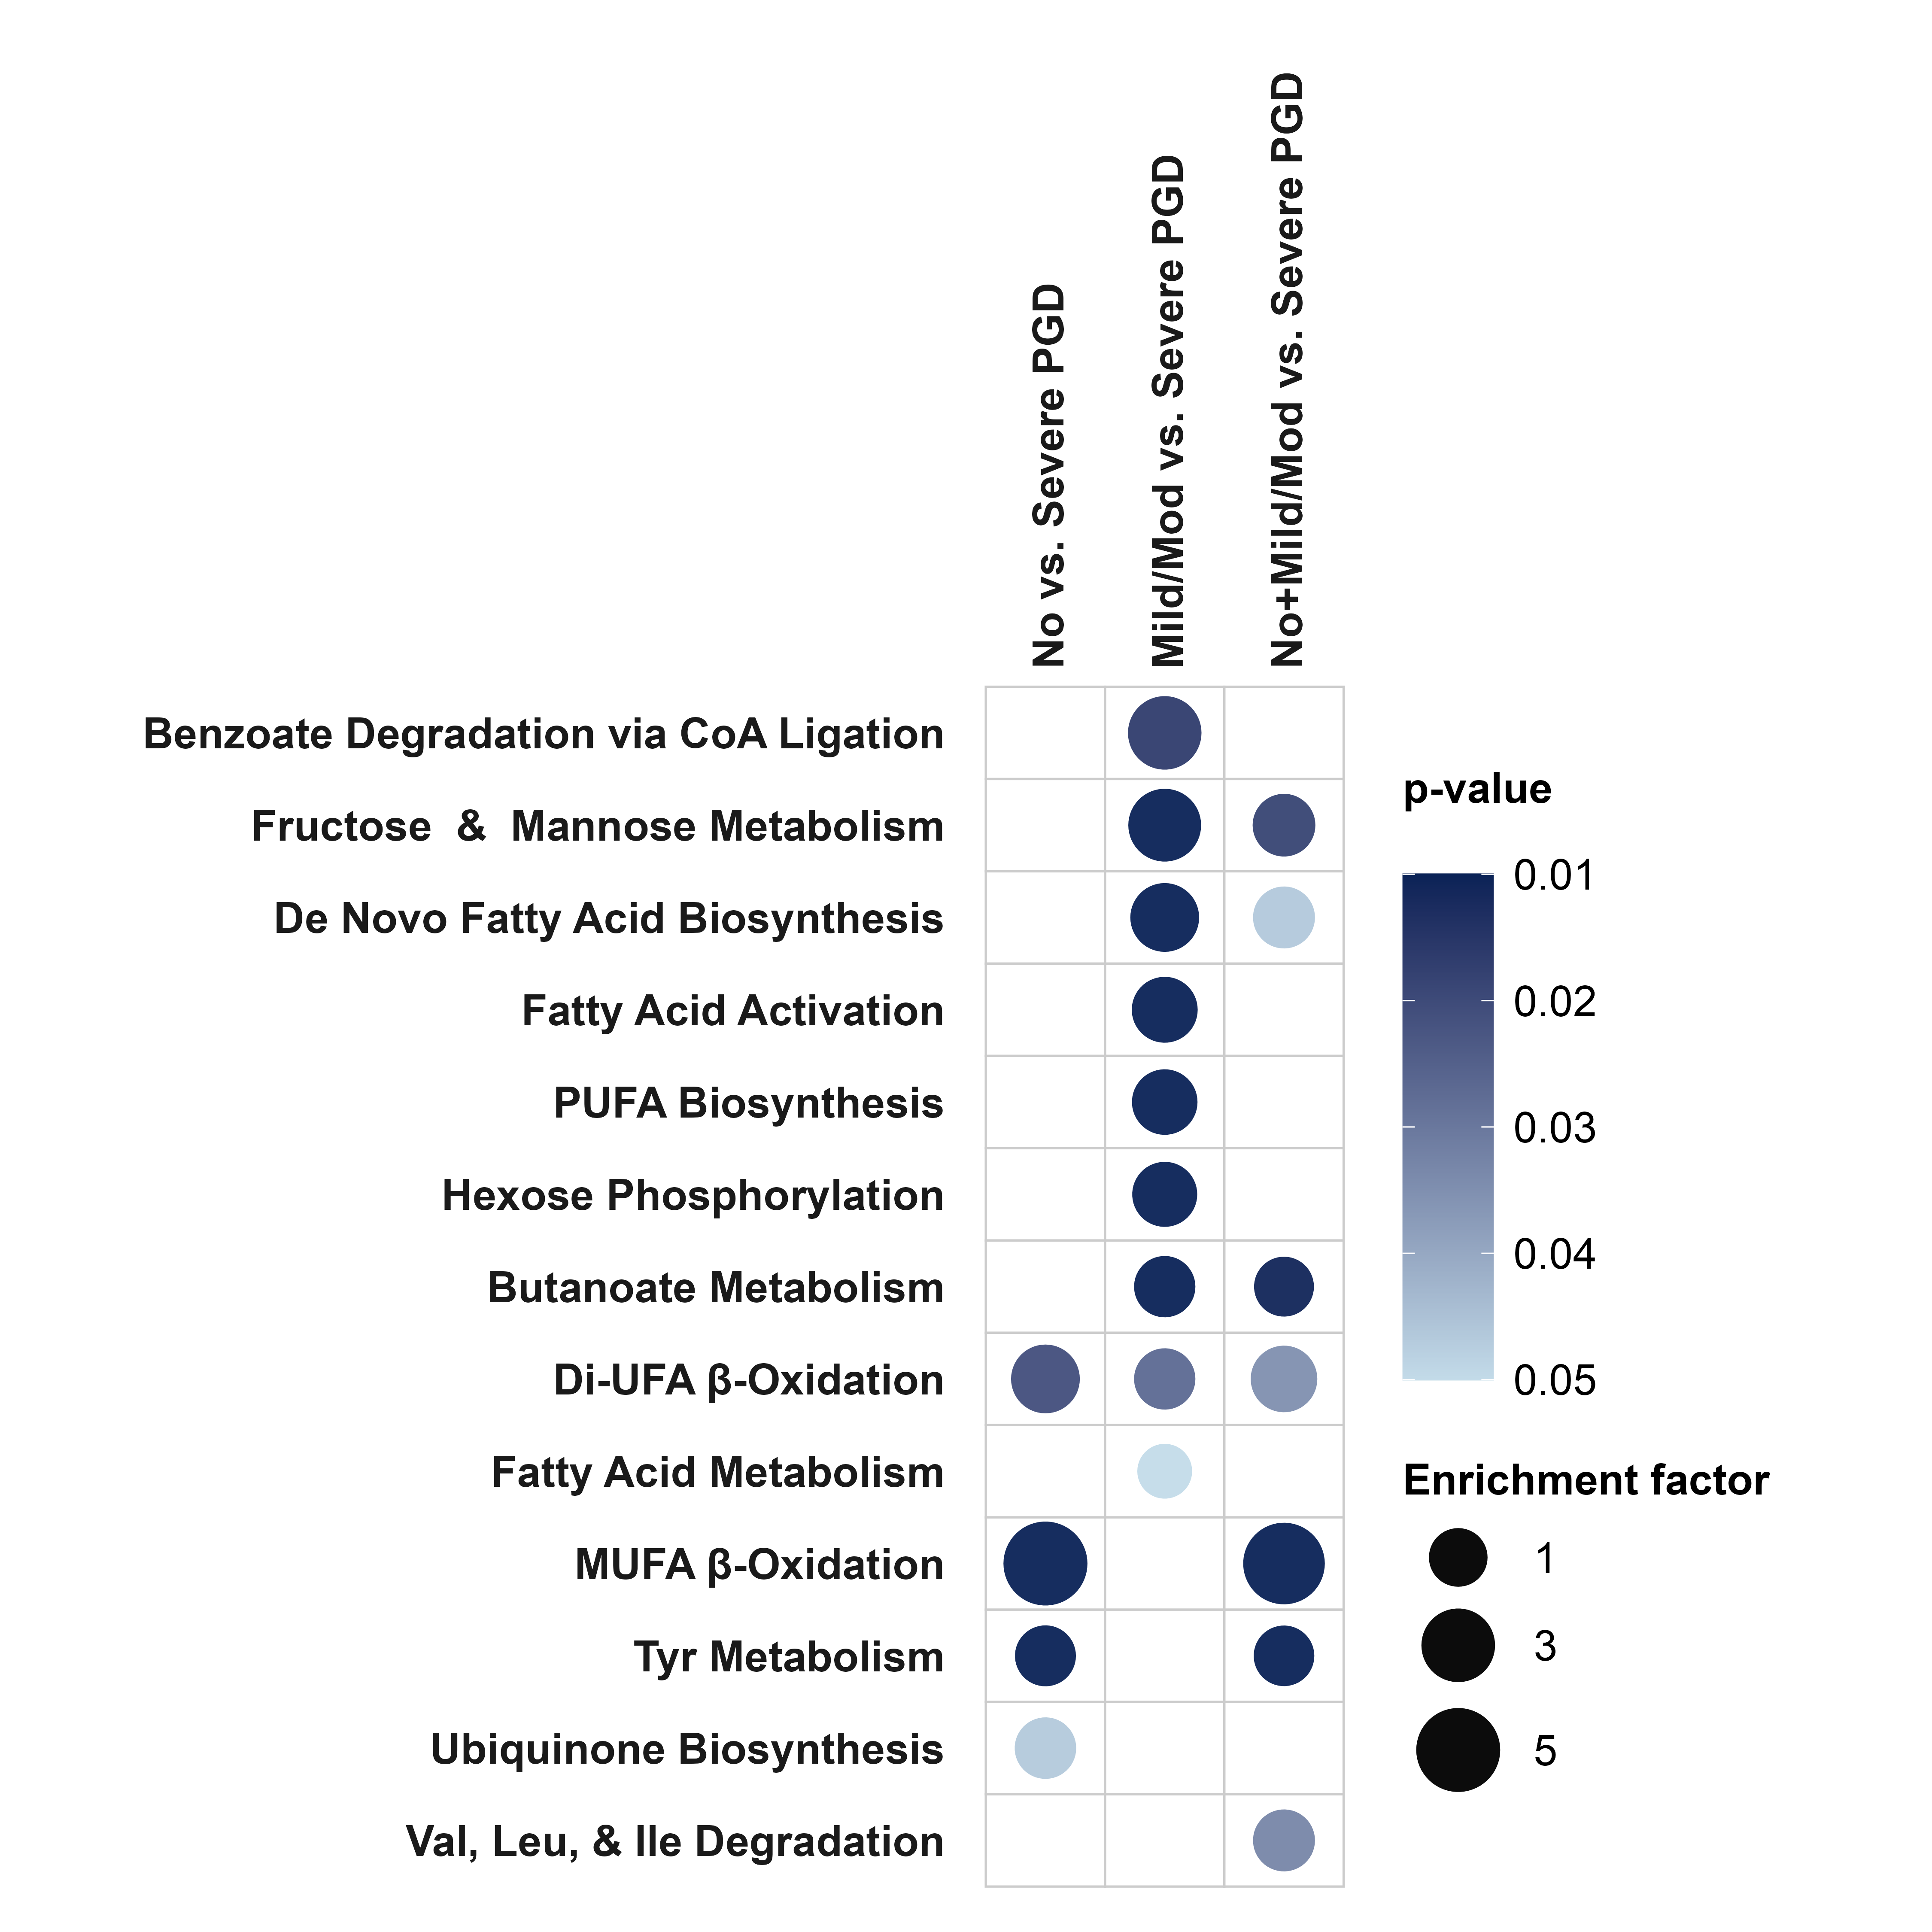 No vs. Severe PGD
Mild/Mod vs. Severe PGD
No+Mild/Mod vs. Severe PGD
Benzoate Degradation via CoA Ligation
Fructose & Mannose Metabolism
De Novo Fatty Acid Biosynthesis
Fatty Acid Activation
PUFA Biosynthesis
Hexose Phosphorylation
Butanoate Metabolism
Di-UFA β-Oxidation
Fatty Acid Metabolism
MUFA β-Oxidation
Tyr Metabolism
Ubiquinone Biosynthesis
Val, Leu, & Ile Degradation
p-value
0.01
0.02
0.03
0.04
0.05
Enrichment factor
1
3
5